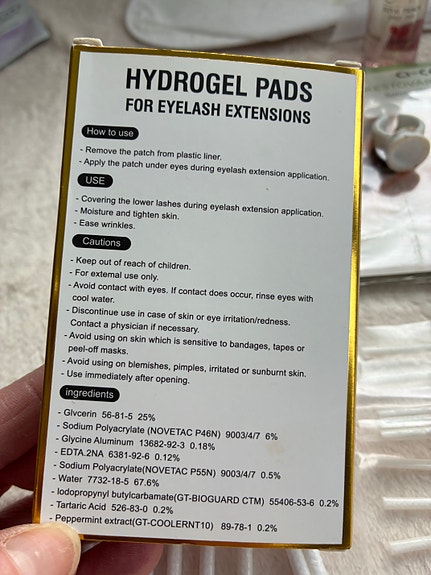 HYDROGEL PADS
FOR EYELASH EXTENSIONS
How to use
- Remove the patch from plastic liner.
- Apply the patch under eyes during eyelash extension application.
USE
- Covering the lower lashes during eyelash extension application.
- Moisture and tighten skin.
- Ease wrinkles.
Cautions
- Keep out of reach of children.
- For extemal use only.
- Avoid contact with eyes. If contact does occur, rinse eyes with
cool water.
- Discontinue use in case of skin or eye irritation/redness.
Contact a physician if necessary.
- Avoid using on skin which is sensitive to bandages, tapes or
peel-off masks.
- Avoid using on blemishes, pimples, irritated or sunburnt skin.
- Use immediately after opening.
ingredients
- Glvcerin 56-81-5 25%
- Sodium Polyacrylate (NOVETAC P46N) 9003/4/7 6%
- Glycine Aluminum 13682-92-3 0.18%
- EDTA.2NA 6381-92-6 0.12%
- Sodium Polyacrylate(NOVETAC P55N) 9003/4/7 0.5%
- Water 7732-18-5 67.6%
- lodopropynyl butylcarbamate(GT-BIOGUARD CTM) 55406-53-6 0.2%
- Tartaric Acid 526-83-0 0.2%
- Peppermint extract(GT-COOLERNT10) 89-78-1 0.2%